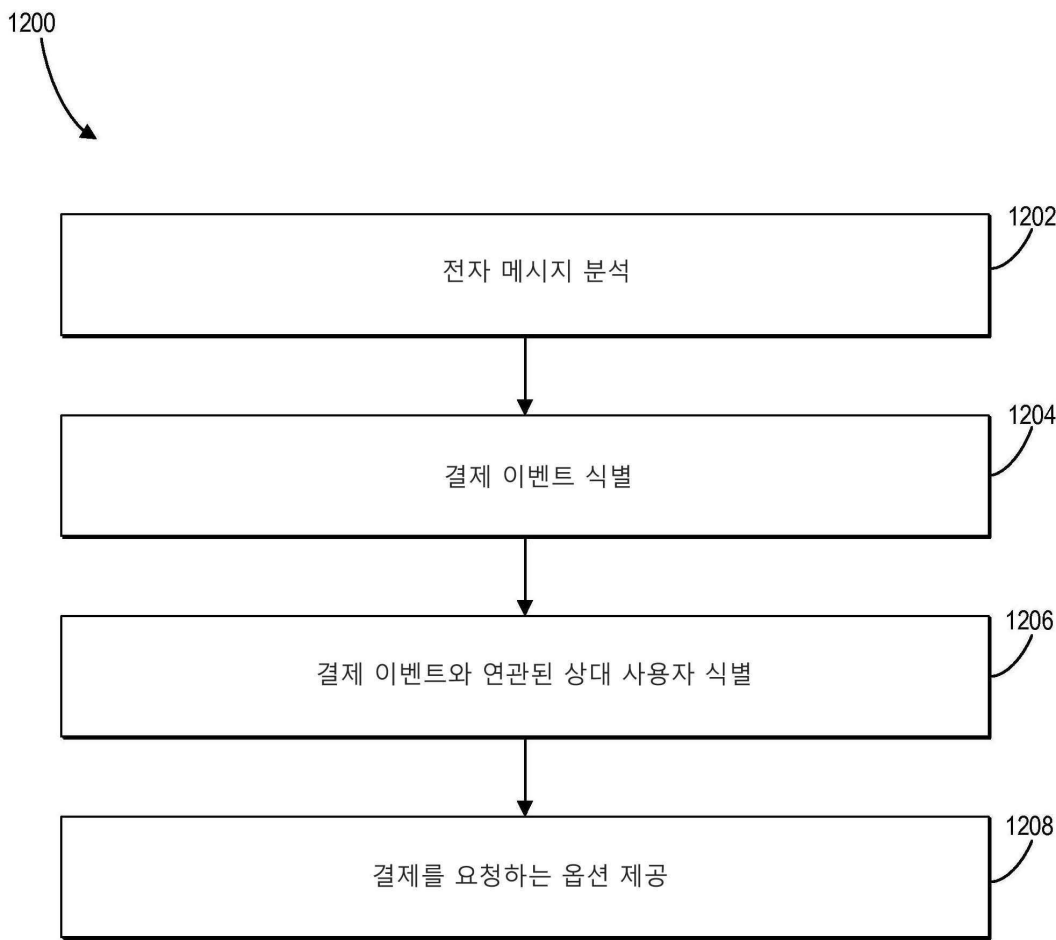 1200
1202
전자 메시지 분석
1204
결제 이벤트 식별
1206
결제 이벤트와 연관된 상대 사용자 식별
1208
결제를 요청하는 옵션 제공